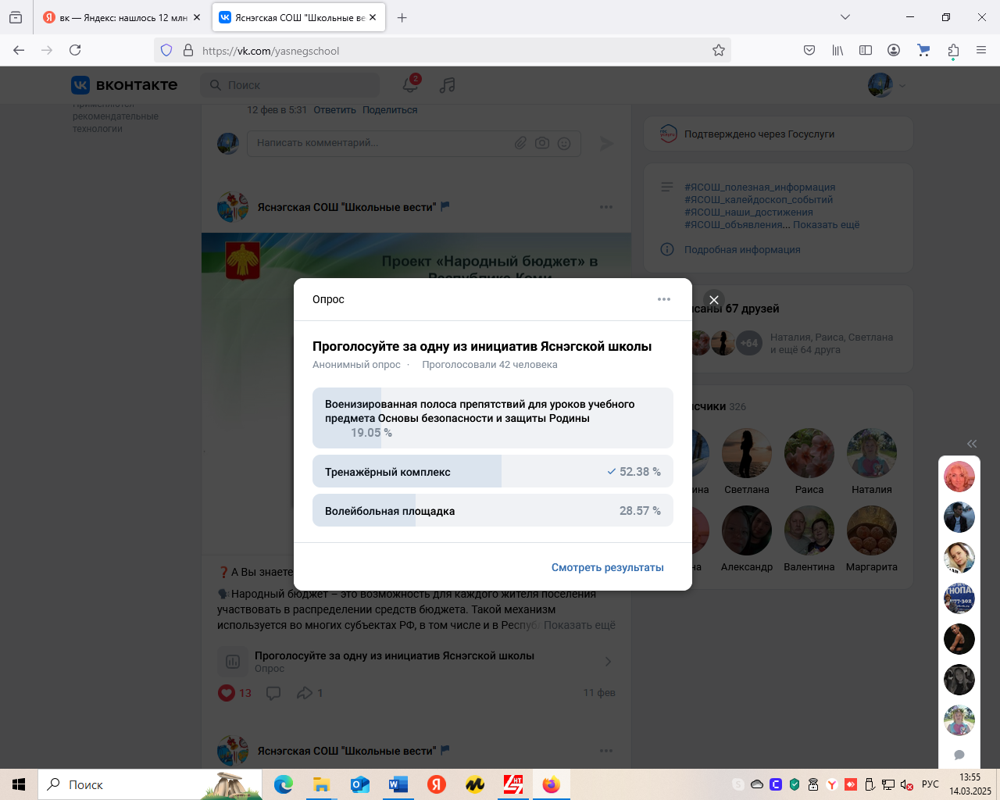 вк — Яндекс: нашлось 12 млн
Яснэгская СОШ "Школьные ве
https://vk.com/yasnegschool
вконтакте
Поиск
2
Применяются
рекомендательные
технологии
12 фев в 5:31 Ответить Поделиться
Написать комментарий...
Подтверждено через Госуслуги
#ЯСОШ_полезная_информация
#ЯСОШ_калейдоскоп_событий
#ЯСОШ_наши_достижения
#ЯСОШ_объявления... Показать ещё
Подробная информация
Яснэгская СОШ "Школьные вести"
Проект «Народный бюджет» в
Республике Коми
Опрос
Проголосуйте за одну из инициатив Яснэгской школы
Анонимный опрос · Проголосовали 42 человека
Военизированная полоса препятствий для уроков учебного
предмета Основы безопасности и защиты Родины
19.05 %
Тренажёрный комплекс 52.38 %
Волейбольная площадка 28.57 %
Смотреть результаты
саны 67 друзей
+64
Наталия, Раиса, Светлана
и ещё 64 друга
счики 326
ина Светлана Раиса Наталия
на Александр Валентина Маргарита
❓А Вы знаете
🗣Народный бюджет – это возможность для каждого жителя поселения
участвовать в распределении средств бюджета. Такой механизм
используется во многих субъектах РФ, в том числе и в Респуб Показать ещё
Проголосуйте за одну из инициатив Яснэгской школы
Опрос
13 1 11 фев
Яснэгская СОШ "Школьные вести"
Поиск
РУС
13:55
14.03.2025